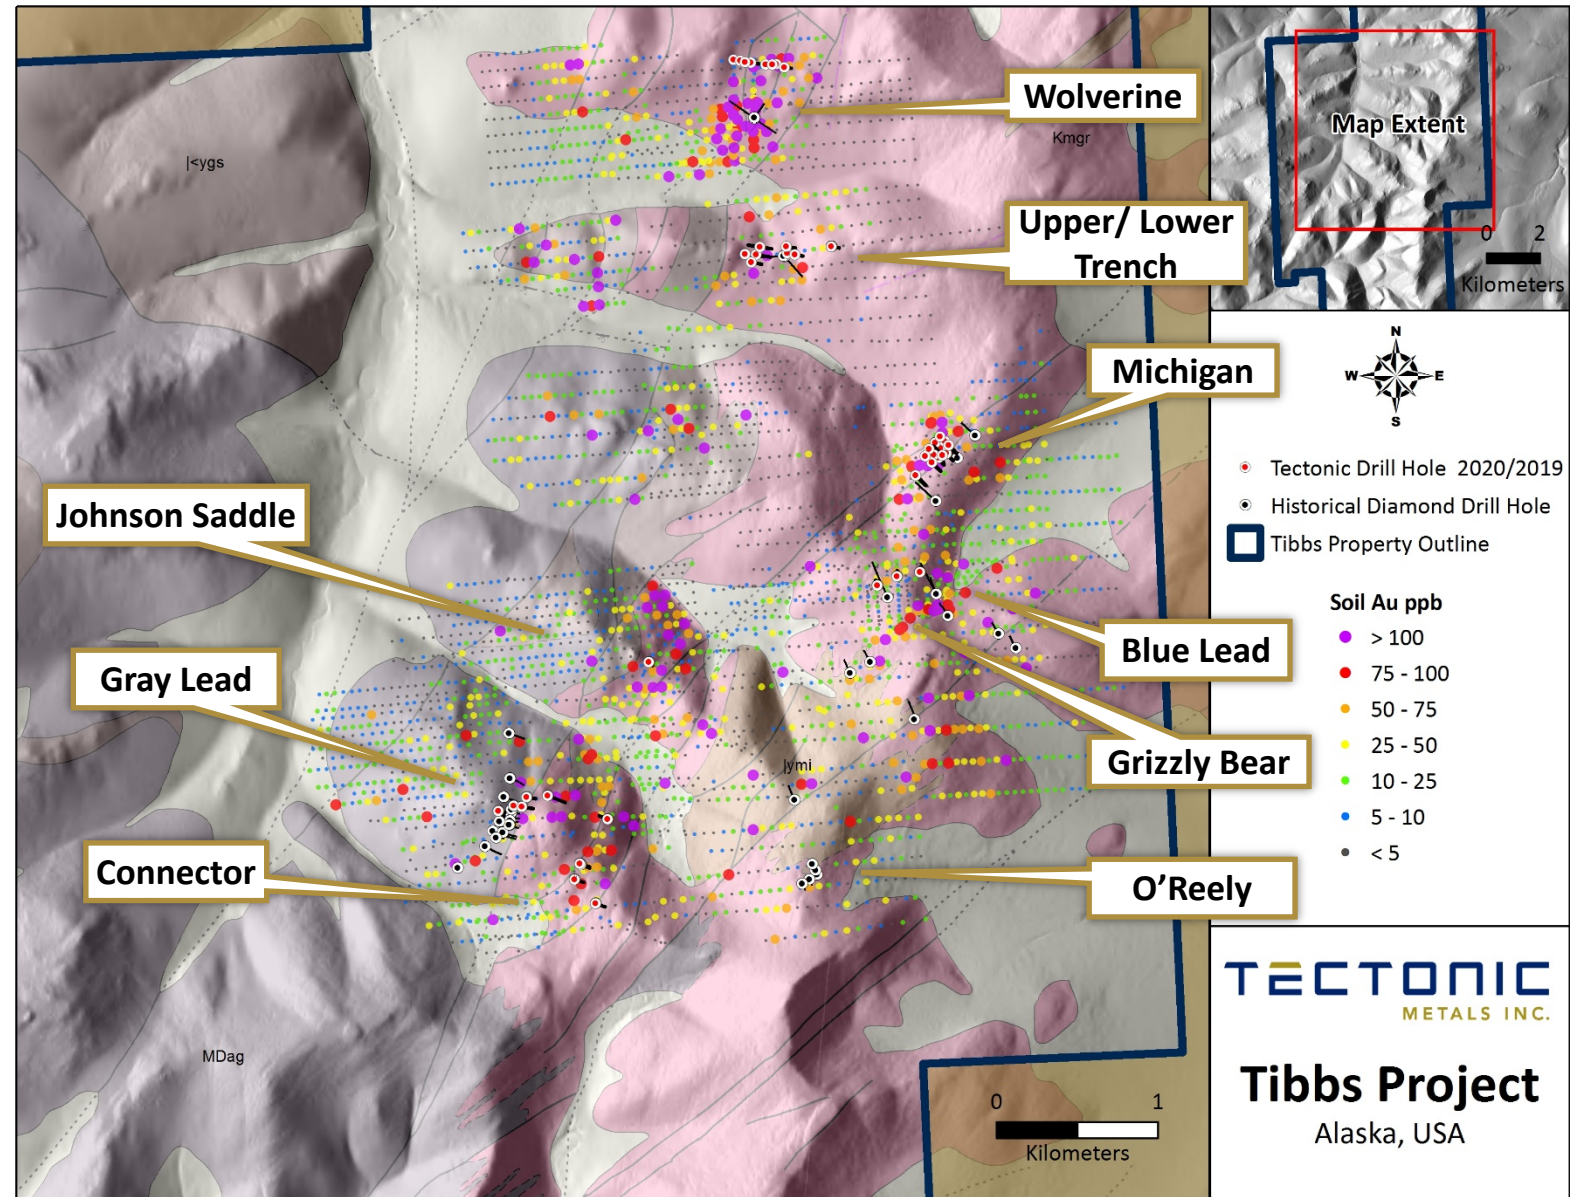 Wolverine
Kmgr
|<ygs
Upper/ Lower
Trench
Michigan
Johnson Saddle
Gray Lead
Blue Lead
Grizzly Bear
|ymi
Connector
O'Reely
MDag
0 1
Kilometers
Map Extent
0 2
Kilometers
N
W E
S
Tectonic Drill Hole 2020/2019
Historical Diamond Drill Hole
Tibbs Property Outline
Soil Au ppb
> 100
75 - 100
50 - 75
25 - 50
10 - 25
5 - 10
< 5
TECTONIC
METALS INC.
Tibbs Project
Alaska, USA